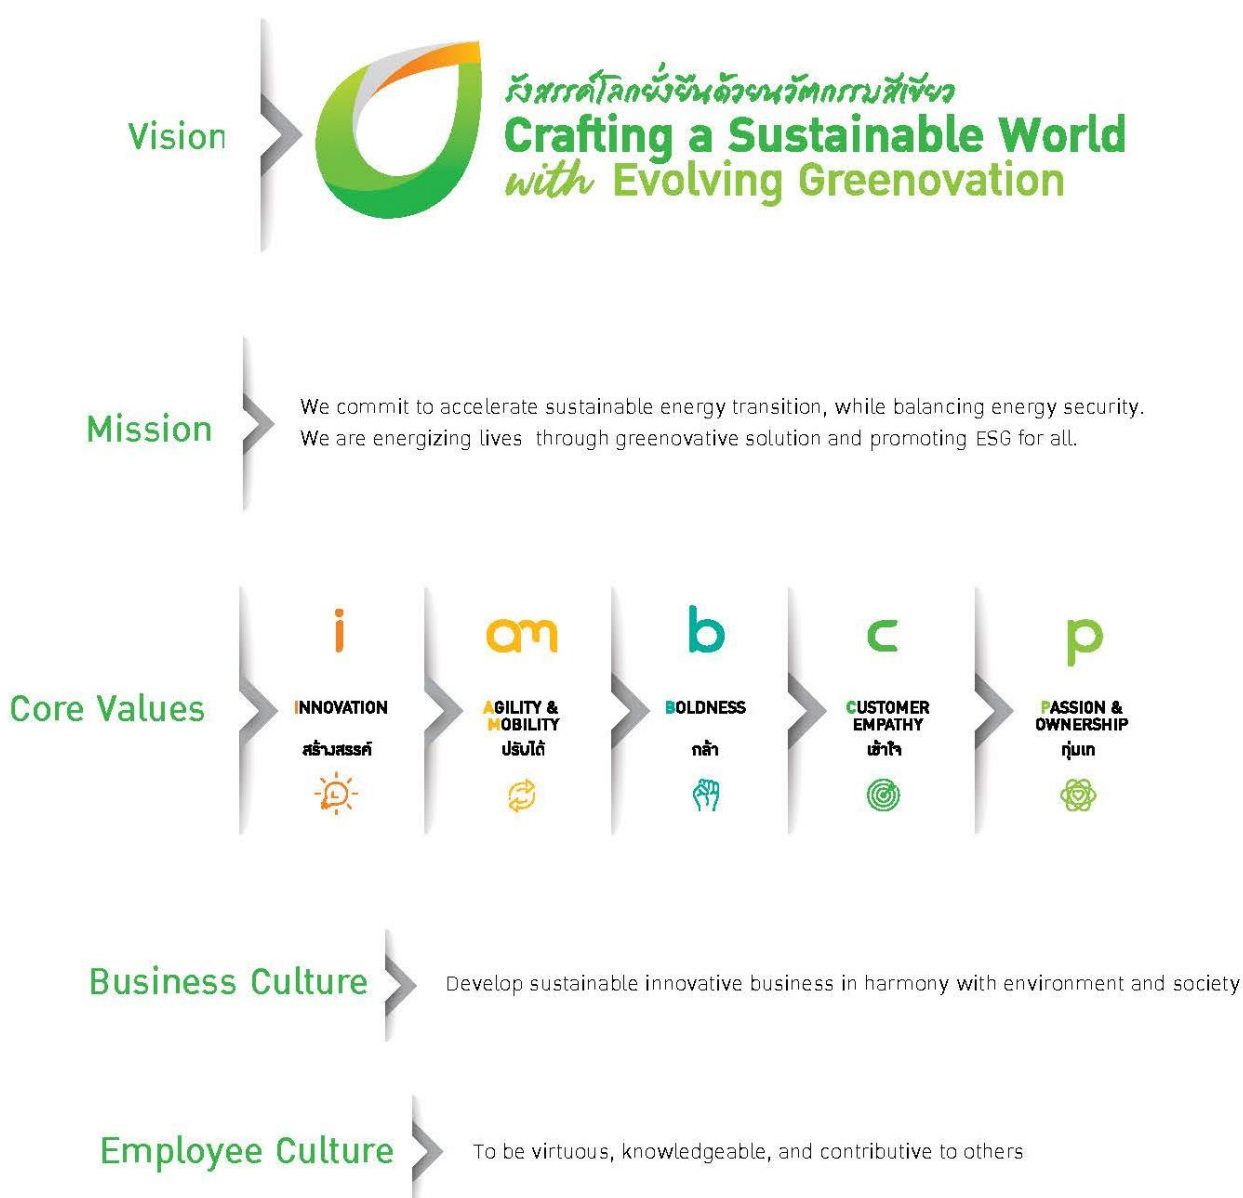 Vision
รังสรรค์โลกยั่งยืนด้วยนวัตกรรมสีเขียว
Crafting a Sustainable World
with Evolving Greenovation
Mission
We commit to accelerate sustainable energy transition, while balancing energy security.
We are energizing lives through greenovative solution and promoting ESG for all.
Core Values
i
INNOVATION
สร้างสรรค์
am
AGILITY &
MOBILITY
ปรับได้
b
BOLDNESS
กล้า
c
CUSTOMER
EMPATHY
เข้าใจ
p
PASSION &
OWNERSHIP
ทุ่มเท
Business Culture
Develop sustainable innovative business in harmony with environment and society
Employee Culture
To be virtuous, knowledgeable, and contributive to others